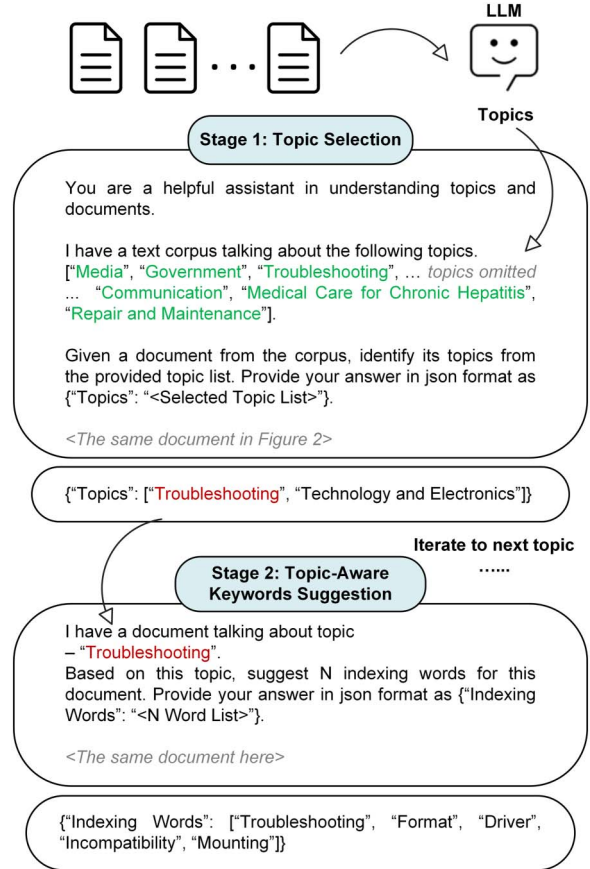 LLM
Topics
Stage 1: Topic Selection
You are a helpful assistant in understanding topics and
documents.
I have a text corpus talking about the following topics.
[“Media”, “Government”, “Troubleshooting”, … topics omitted
... “Communication”, “Medical Care for Chronic Hepatitis”,
“Repair and Maintenance”].
Given a document from the corpus, identify its topics from
the provided topic list. Provide your answer in json format as
{“Topics”: “<Selected Topic List>”}.
<The same document in Figure 2>
{“Topics”: [“Troubleshooting”, “Technology and Electronics”]}
Iterate to next topic
…...
Stage 2: Topic-Aware
Keywords Suggestion
I have a document talking about topic
– “Troubleshooting”.
Based on this topic, suggest N indexing words for this
document. Provide your answer in json format as {“Indexing
Words”: “<N Word List>”}.
<The same document here>
{“Indexing Words”: [“Troubleshooting”, “Format”, “Driver”,
“Incompatibility”, “Mounting”]}